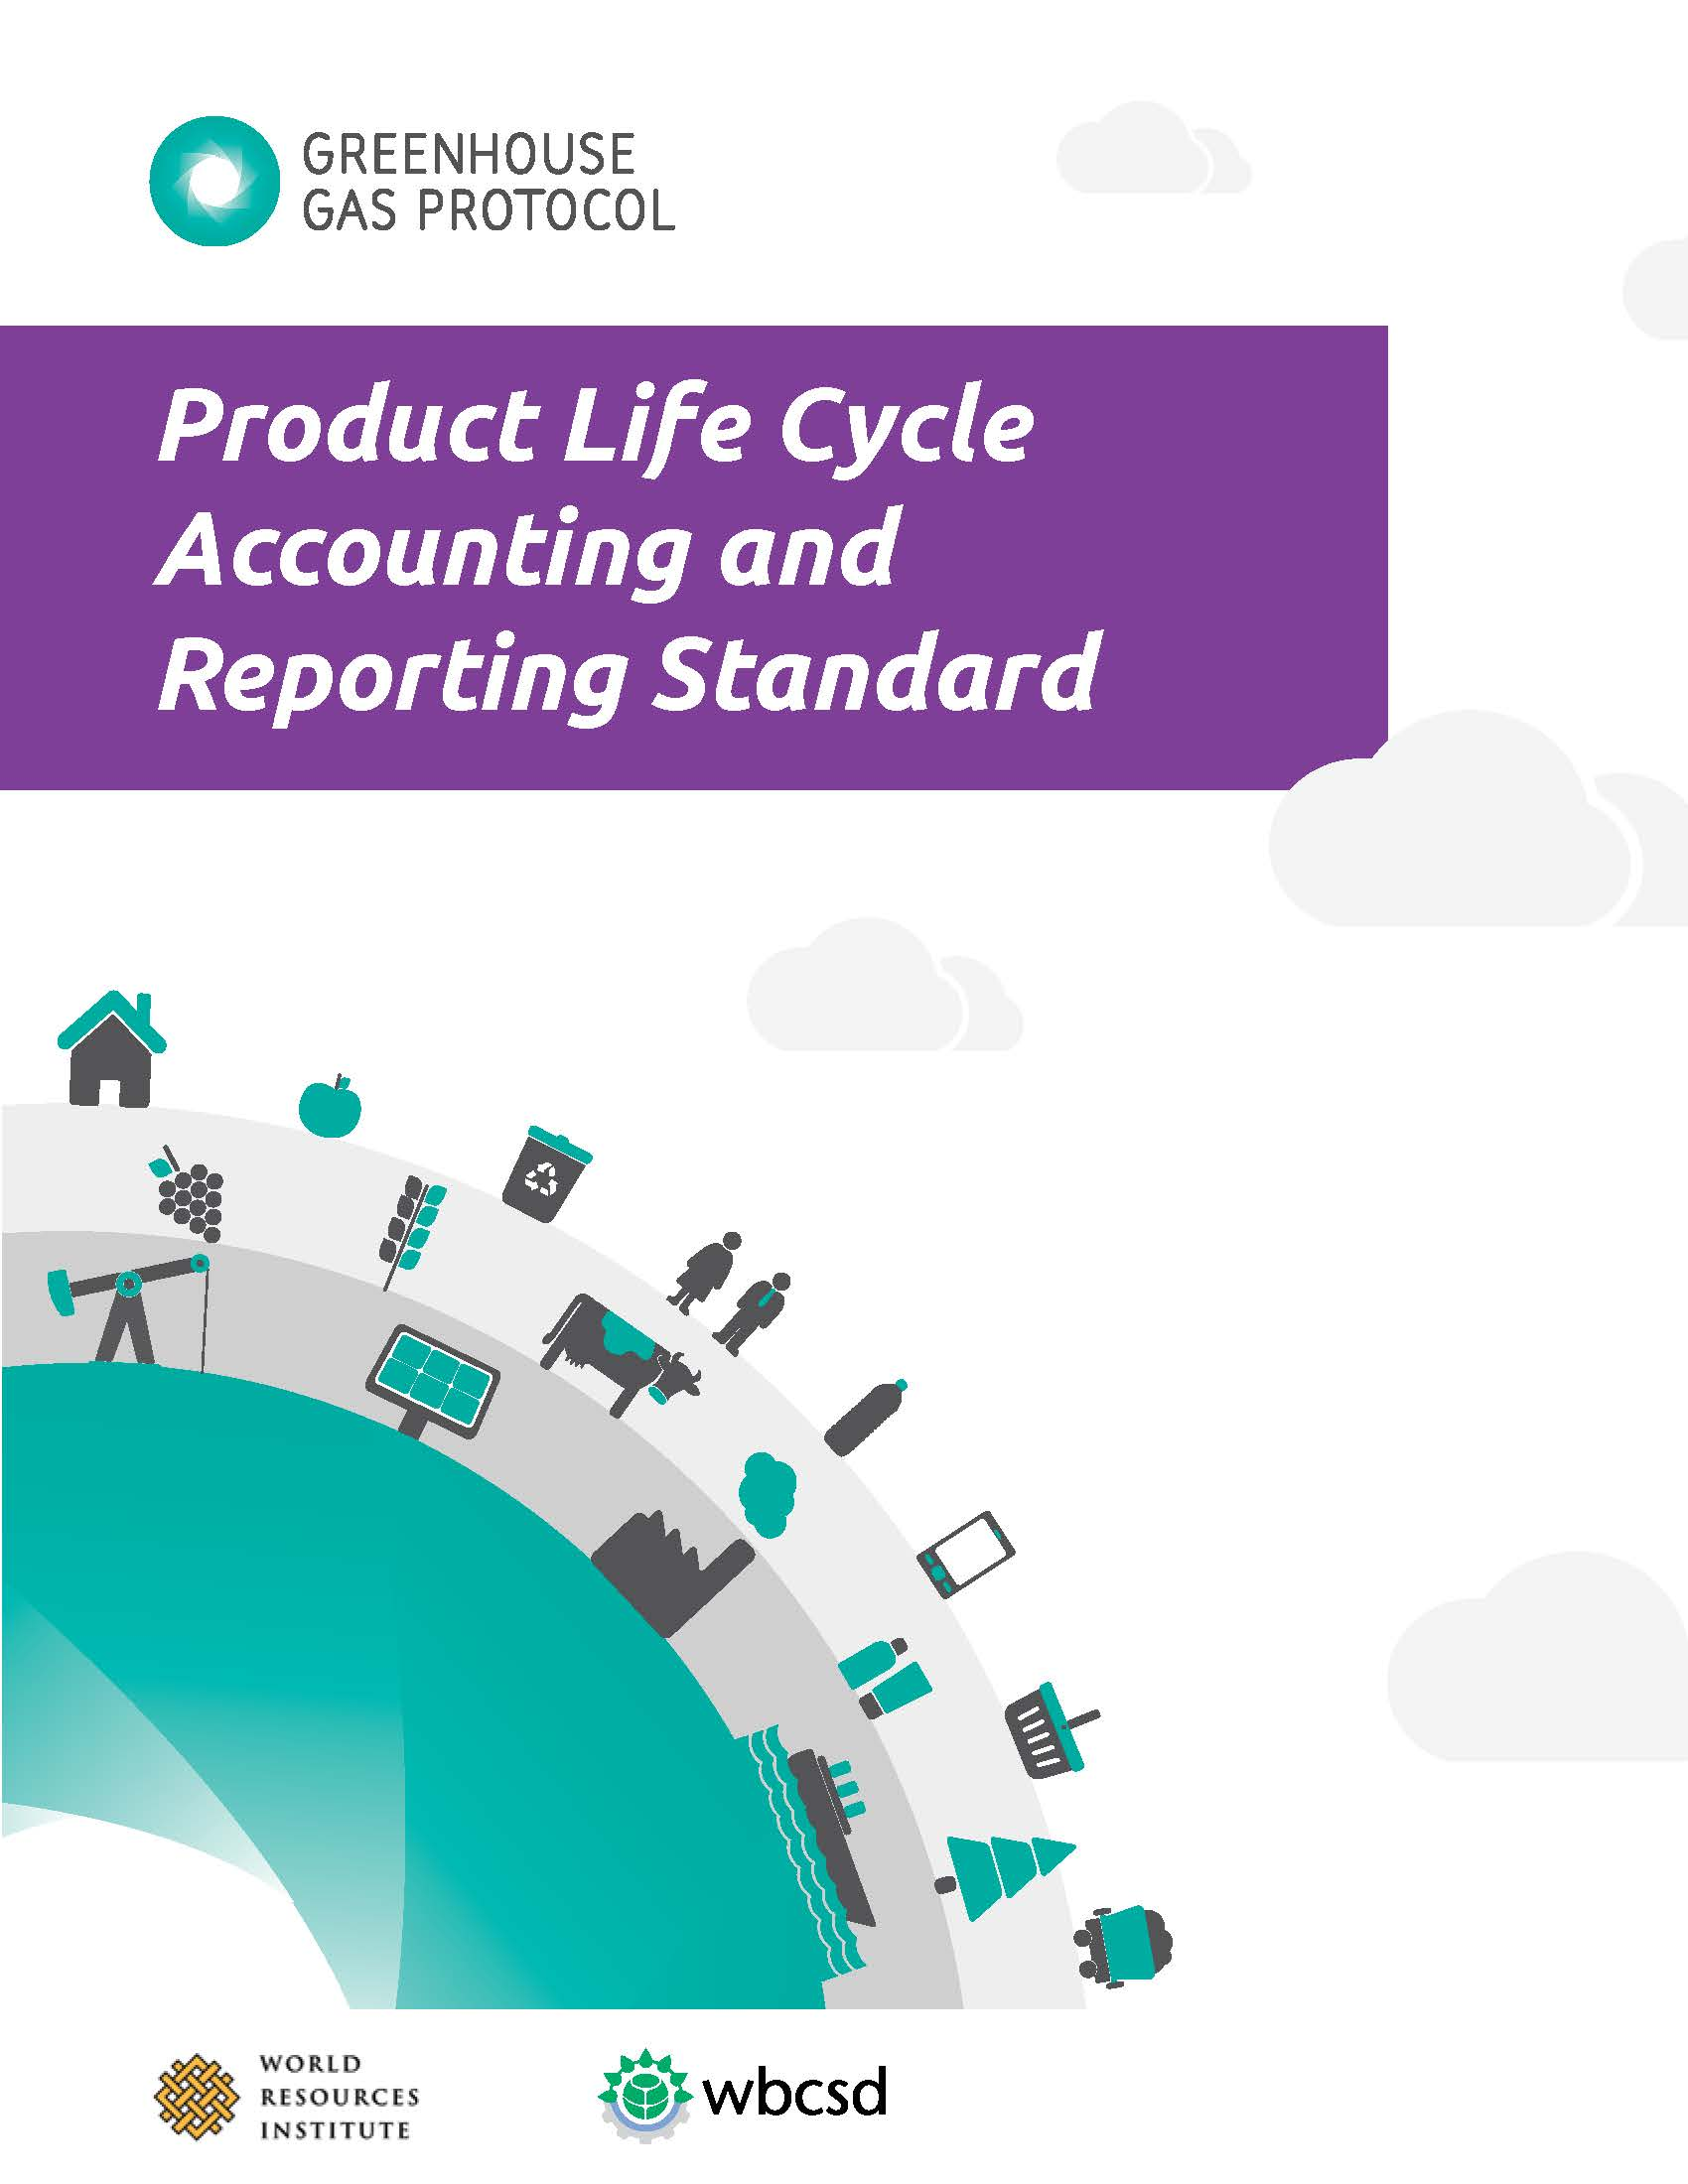 GREENHOUSE
GAS PROTOCOL
Product Life Cycle
Accounting and
Reporting Standard
WORLD
RESOURCES
INSTITUTE
wbcsd